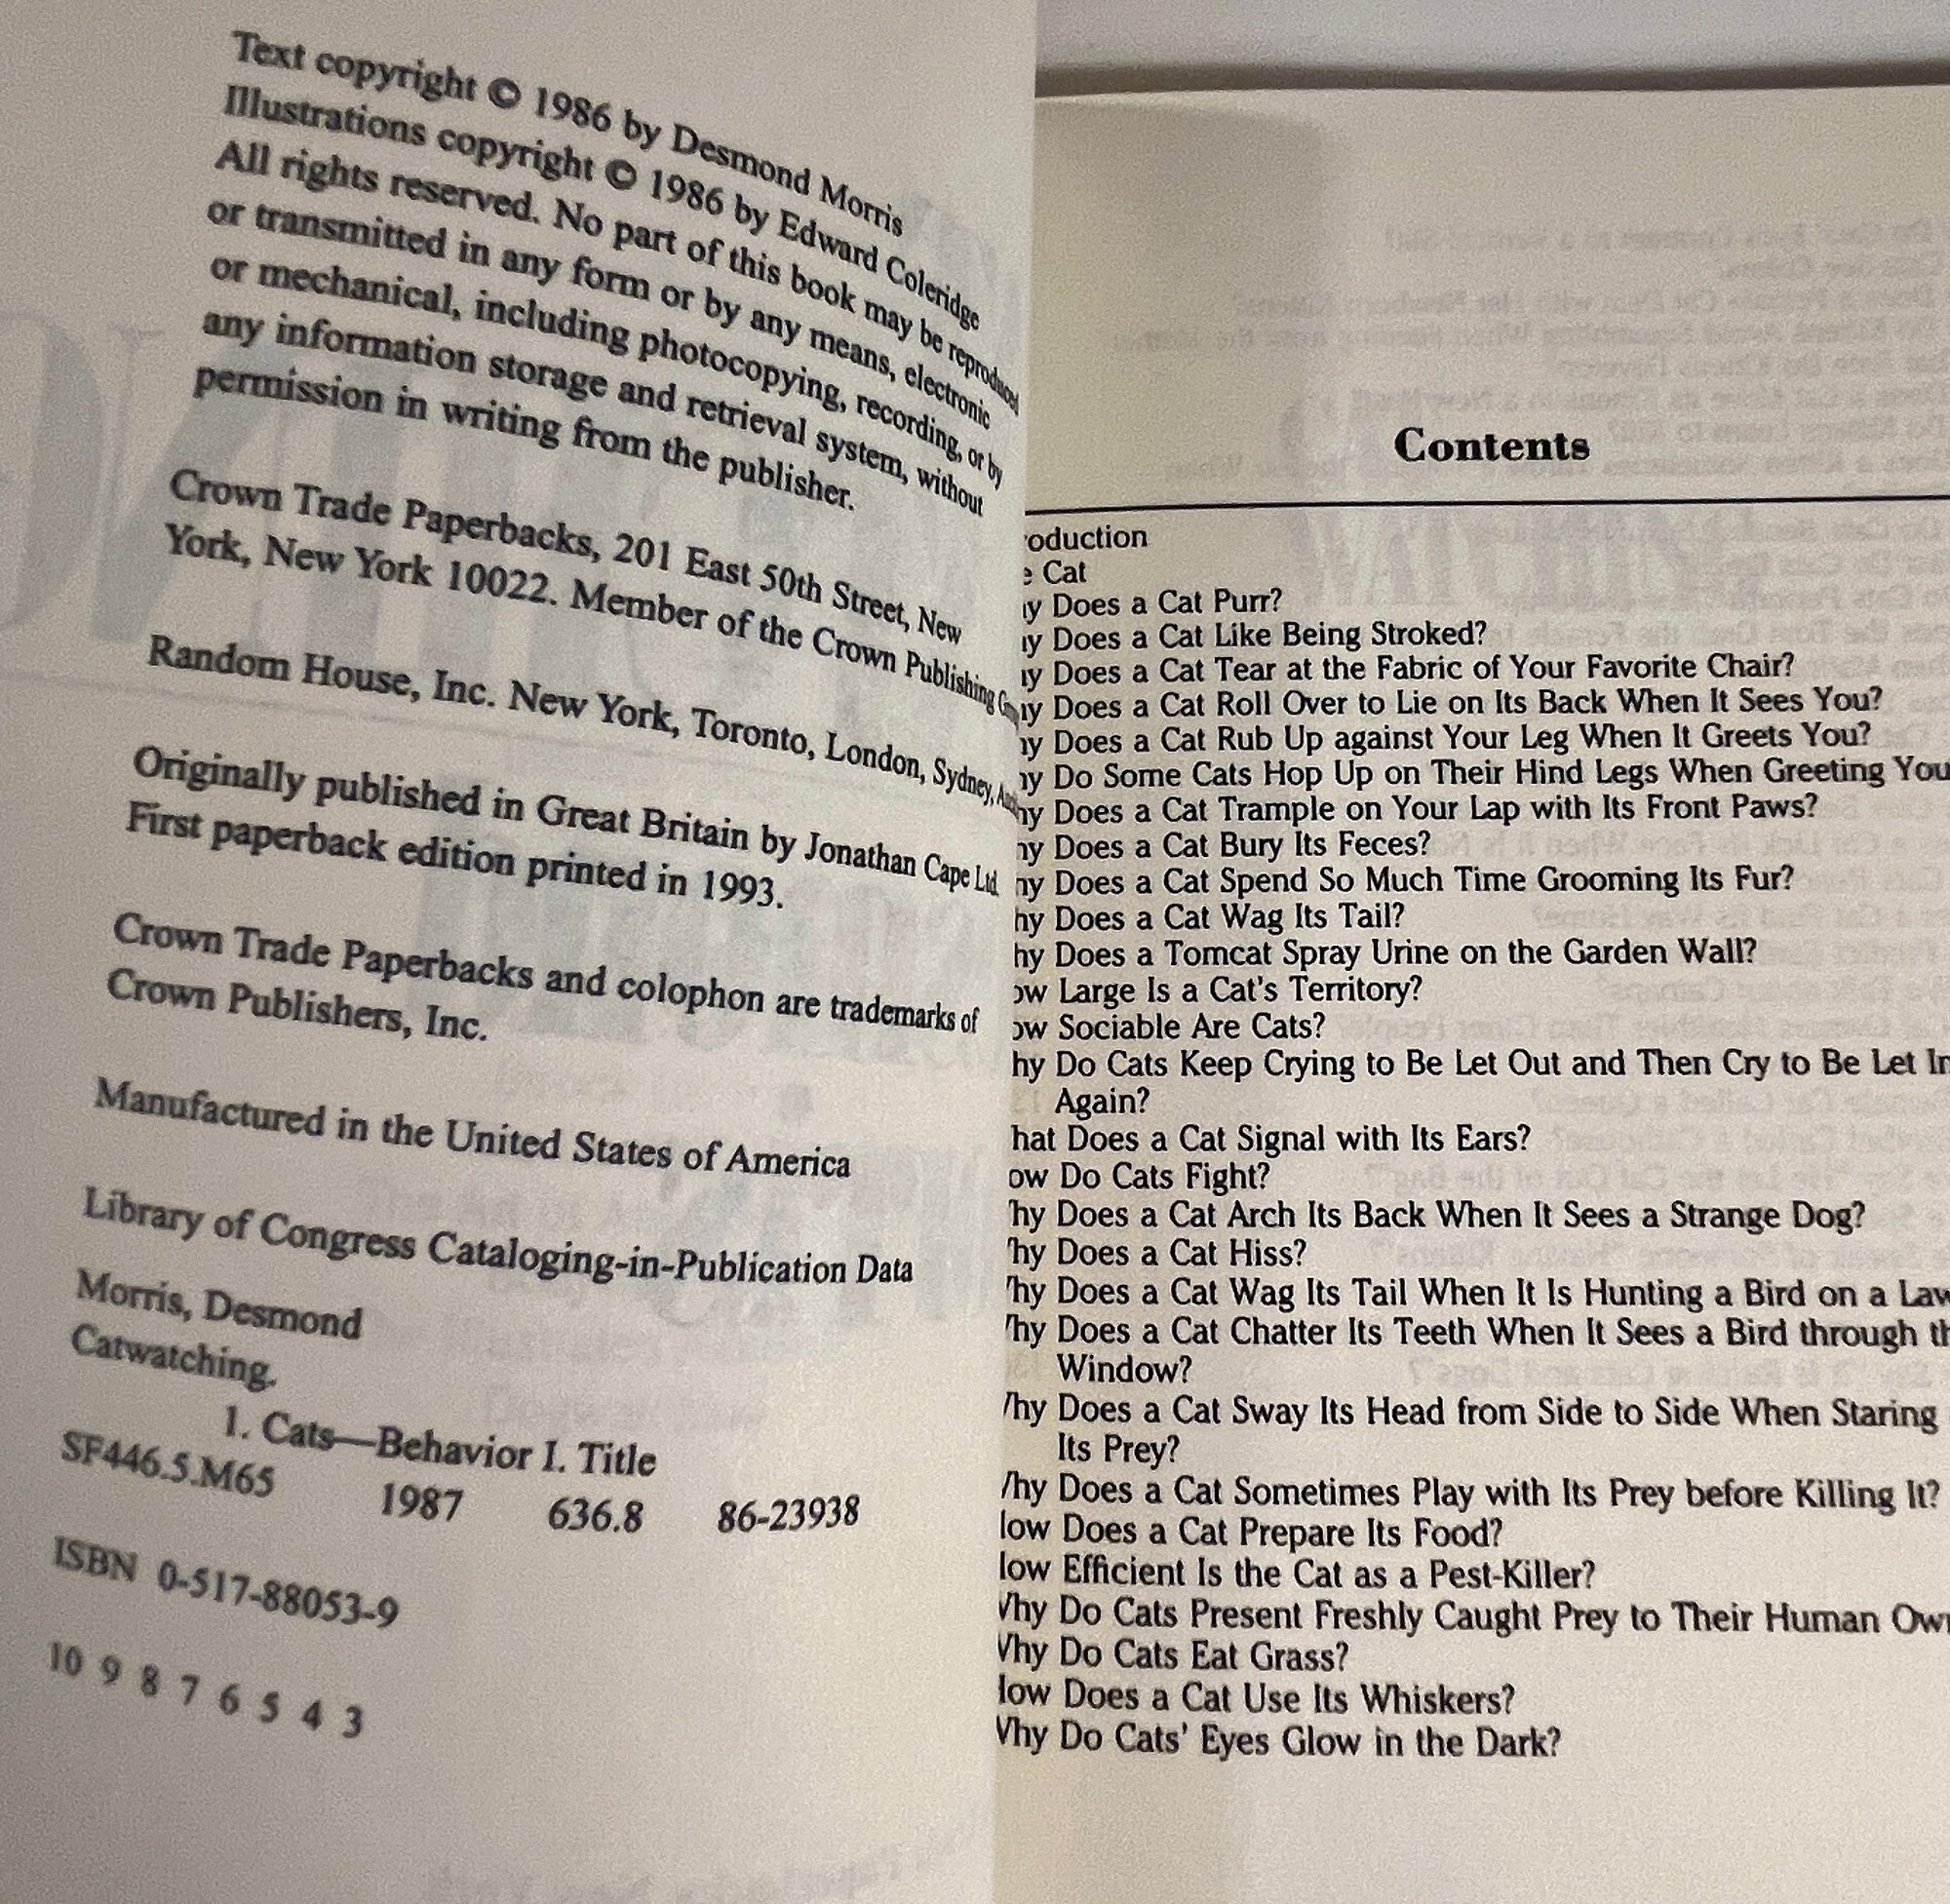 Text copyright © 1986 by Desmond Morris
Illustrations copyright © 1986 by Edward Coleridge
All rights reserved. No part of this book may be reproduced
or transmitted in any form or by any means, electronic
or mechanical, including photocopying, recording, or by
any information storage and retrieval system, without
permission in writing from the publisher.
Crown Trade Paperbacks, 201 East 50th Street, New
York, New York 10022. Member of the Crown Publishing
Random House, Inc. New York, Toronto, London, Sydney,
Originally published in Great Britain by Jonathan Cape Ltd.
First paperback edition printed in 1993.
Crown Trade Paperbacks and colophon are trademarks of
Crown Publishers, Inc.
Manufactured in the United States of America
Library of Congress Cataloging-in-Publication Data
Morris, Desmond
Catwatching.
1. Cats—Behavior I. Title
SF446.5.M65 1987 636.8 86-23938
ISBN 0-517-88053-9
10 9 8 7 6 5 4 3
Contents
oduction
e Cat
y Does a Cat Purr?
y Does a Cat Like Being Stroked?
y Does a Cat Tear at the Fabric of Your Favorite Chair?
y Does a Cat Roll Over to Lie on Its Back When It Sees You?
y Does a Cat Rub Up against Your Leg When It Greets You?
y Do Some Cats Hop Up on Their Hind Legs When Greeting You
hy Does a Cat Trample on Your Lap with Its Front Paws?
hy Does a Cat Bury Its Feces?
hy Does a Cat Spend So Much Time Grooming Its Fur?
hy Does a Cat Wag Its Tail?
hy Does a Tomcat Spray Urine on the Garden Wall?
ow Large Is a Cat's Territory?
ow Sociable Are Cats?
hy Do Cats Keep Crying to Be Let Out and Then Cry to Be Let In
Again?
hat Does a Cat Signal with Its Ears?
ow Do Cats Fight?
hy Does a Cat Arch Its Back When It Sees a Strange Dog?
hy Does a Cat Hiss?
hy Does a Cat Wag Its Tail When It Is Hunting a Bird on a Law
hy Does a Cat Chatter Its Teeth When It Sees a Bird through th
Window?
hy Does a Cat Sway Its Head from Side to Side When Staring
Its Prey?
hy Does a Cat Sometimes Play with Its Prey before Killing It?
ow Does a Cat Prepare Its Food?
ow Efficient Is the Cat as a Pest-Killer?
hy Do Cats Present Freshly Caught Prey to Their Human Own
hy Do Cats Eat Grass?
ow Does a Cat Use Its Whiskers?
hy Do Cats' Eyes Glow in the Dark?